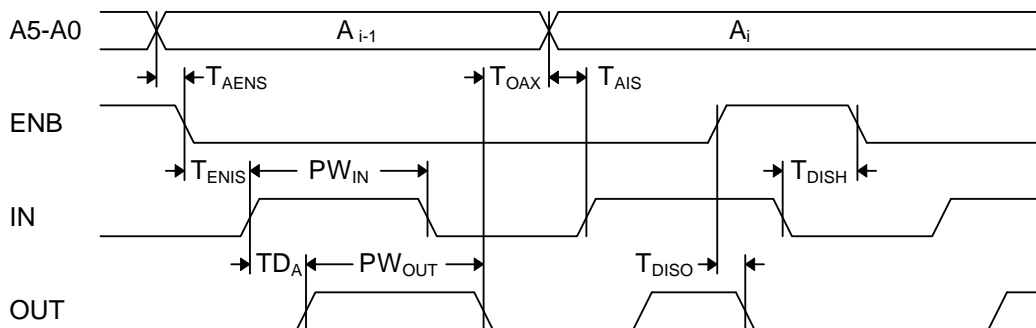 A5-A0 A i-1 Ai
TAENS TOAX TAIS
ENB
TENIS PWIN TDISH
IN
TDA PWOUT TDISO
OUT